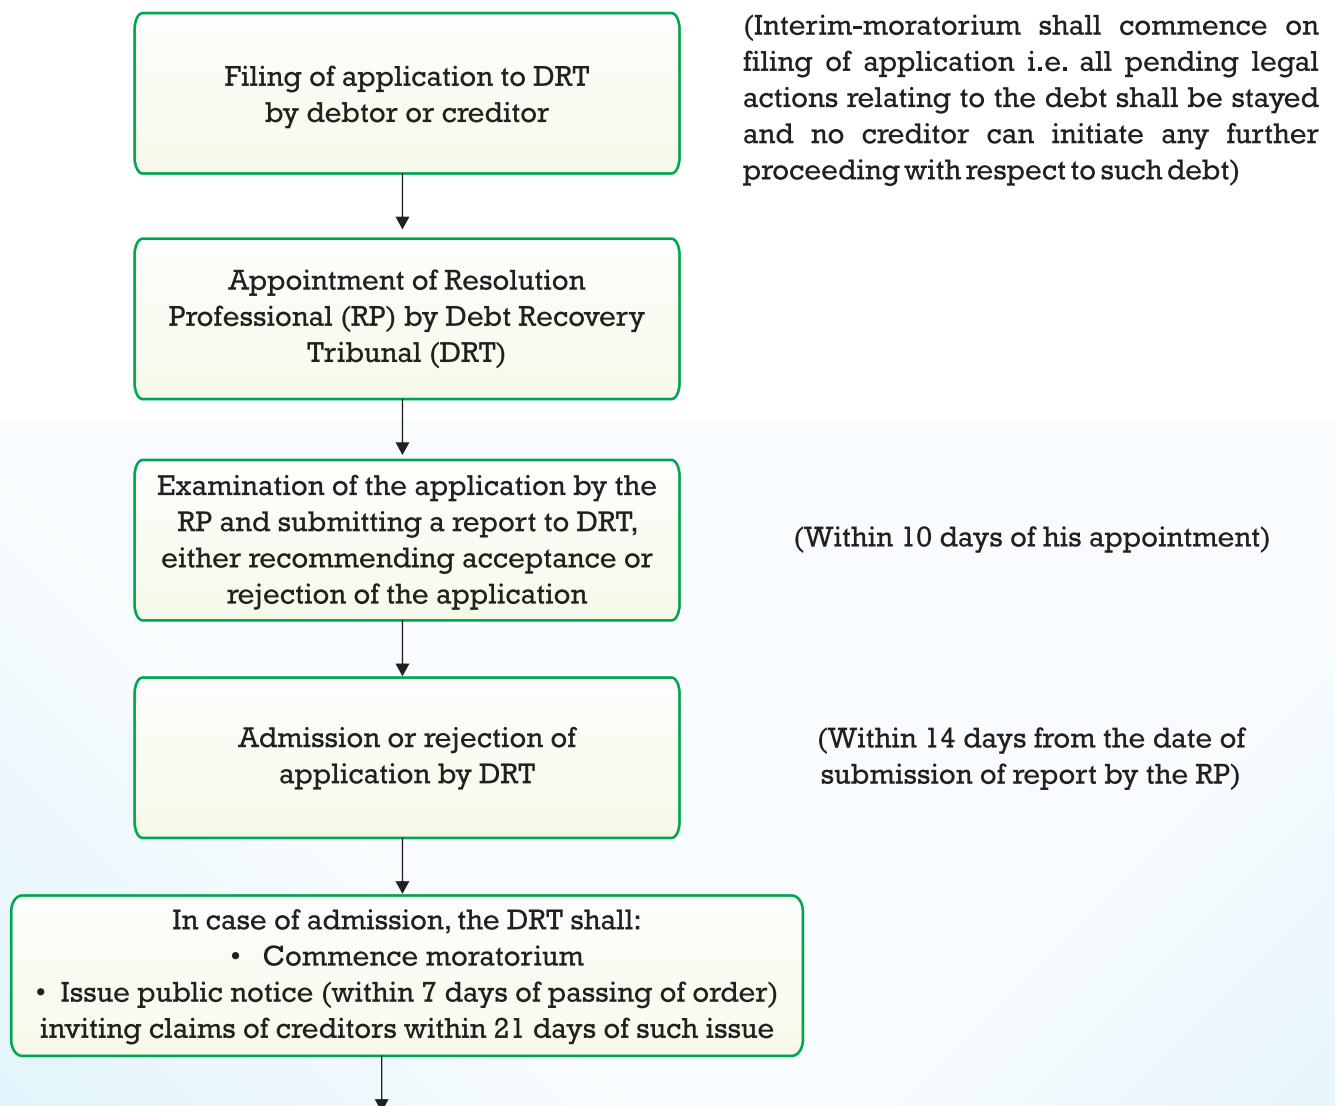 Filing of application to DRT
by debtor or creditor
(Interim-moratorium shall commence on
filing of application i.e. all pending legal
actions relating to the debt shall be stayed
and no creditor can initiate any further
proceeding with respect to such debt)
Appointment of Resolution
Professional (RP) by Debt Recovery
Tribunal (DRT)
Examination of the application by the
RP and submitting a report to DRT,
either recommending acceptance or
rejection of the application
(Within 10 days of his appointment)
Admission or rejection of
application by DRT
(Within 14 days from the date of
submission of report by the RP)
In case of admission, the DRT shall:
• Commence moratorium
• Issue public notice (within 7 days of passing of order)
inviting claims of creditors within 21 days of such issue